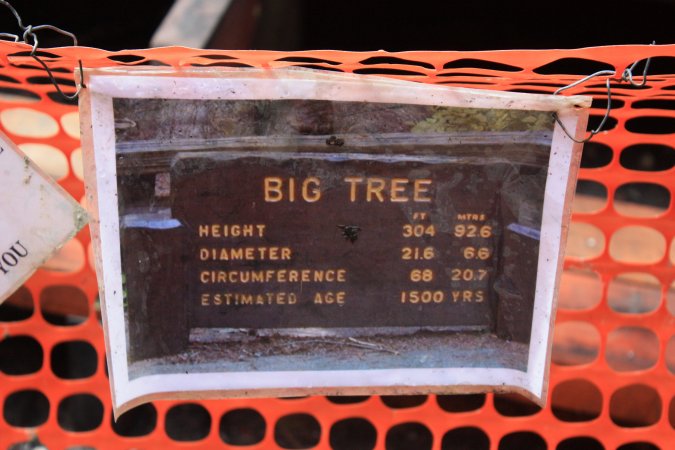 BIG TREE
FT MTRS
HEIGHT 304 92.6
DIAMETER 21.6 6.6
CIRCUMFERENCE 68 20.7
ESTIMATED AGE 1500 YRS
YOU